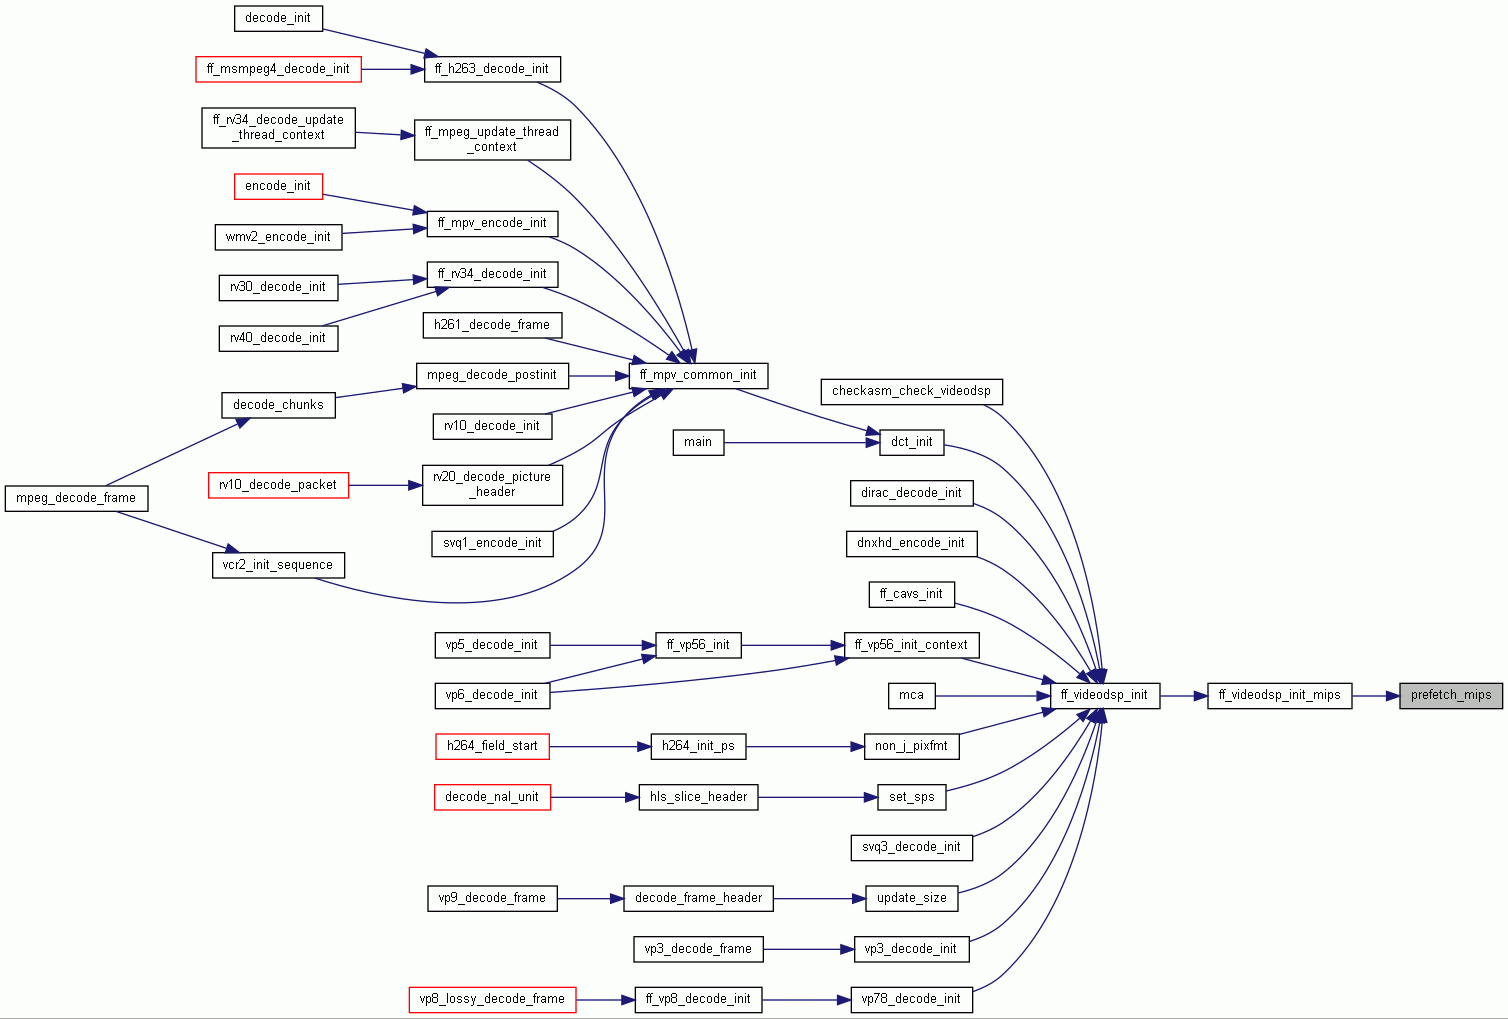 decode_init
ff_msmpeg4_decode_init
ff_h263_decode_init
ff_rv34_decode_update
_thread_context
ff_mpeg_update_thread
_context
encode_init
ff_mpv_encode_init
wmv2_encode_init
ff_rv34_decode_init
rv30_decode_init
h261_decode_frame
rv40_decode_init
mpeg_decode_postinit
ff_mpv_common_init
checkasm_check_videodsp
decode_chunks
rv10_decode_init
main
dct_init
rv10_decode_packet
rv20_decode_picture
_header
dirac_decode_init
mpeg_decode_frame
svq1_encode_init
dnxhd_encode_init
vcr2_init_sequence
ff_cavs_init
vp5_decode_init
ff_vp56_init
ff_vp56_init_context
vp6_decode_init
mca
ff_videodsp_init
ff_videodsp_init_mips
prefetch_mips
h264_field_start
h264_init_ps
non_j_pixfmt
decode_nal_unit
hls_slice_header
set_sps
svq3_decode_init
vp9_decode_frame
decode_frame_header
update_size
vp3_decode_frame
vp3_decode_init
vp8_lossy_decode_frame
ff_vp8_decode_init
vp78_decode_init